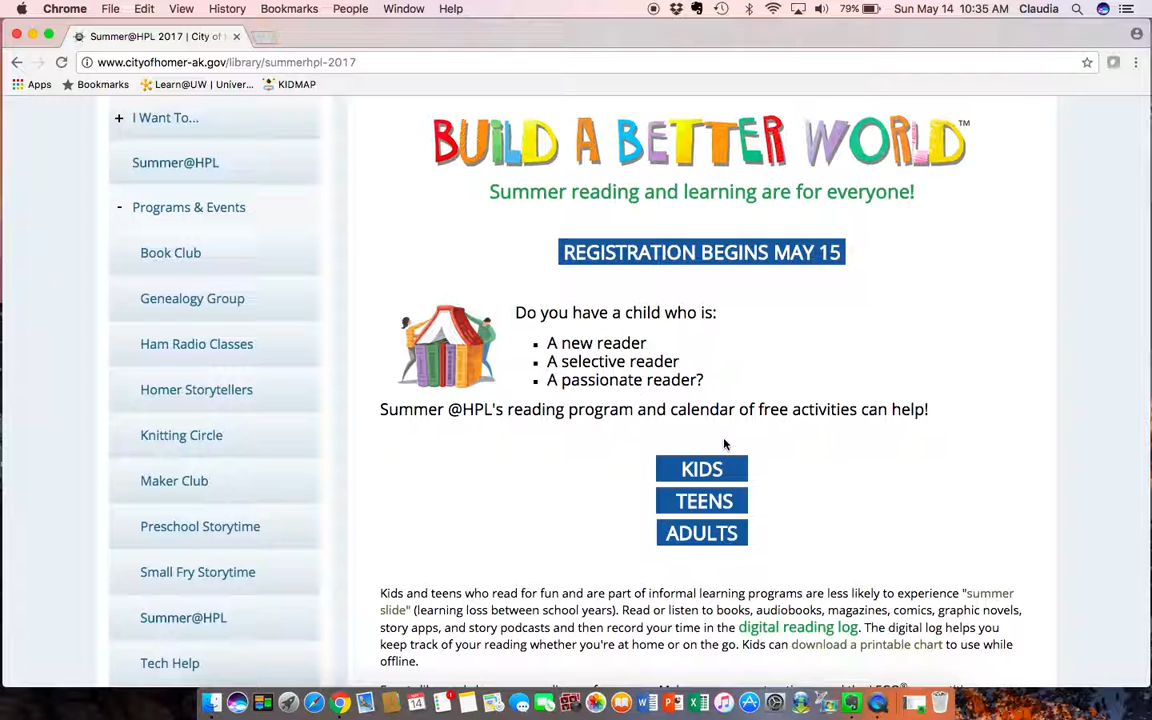 Chrome File Edit View History Bookmarks People Window Help 79% Sun May 14 10:35 AM Claudia
Summer@HPL 2017 | City of
www.cityofhomer-ak.gov/library/summerhpl-2017
Apps Bookmarks Learn@UW (Univer... KIDMAP
+ I Want To...
Summer@HPL
- Programs & Events
Book Club
Genealogy Group
Ham Radio Classes
Homer Storytellers
Knitting Circle
Maker Club
Preschool Storytime
Small Fry Storytime
Summer@HPL
Tech Help
BUILD A BETTER WORLD™
Summer reading and learning are for everyone!
REGISTRATION BEGINS MAY 15
Do you have a child who is:
▪ A new reader
▪ A selective reader
▪ A passionate reader?
Summer @HPL's reading program and calendar of free activities can help!
KIDS
TEENS
ADULTS
Kids and teens who read for fun and are part of informal learning programs are less likely to experience "summer
slide" (learning loss between school years). Read or listen to books, audiobooks, magazines, comics, graphic novels,
story apps, and story podcasts and then record your time in the digital reading log. The digital log helps you
keep track of your reading whether you're at home or on the go. Kids can download a printable chart to use while
offline.